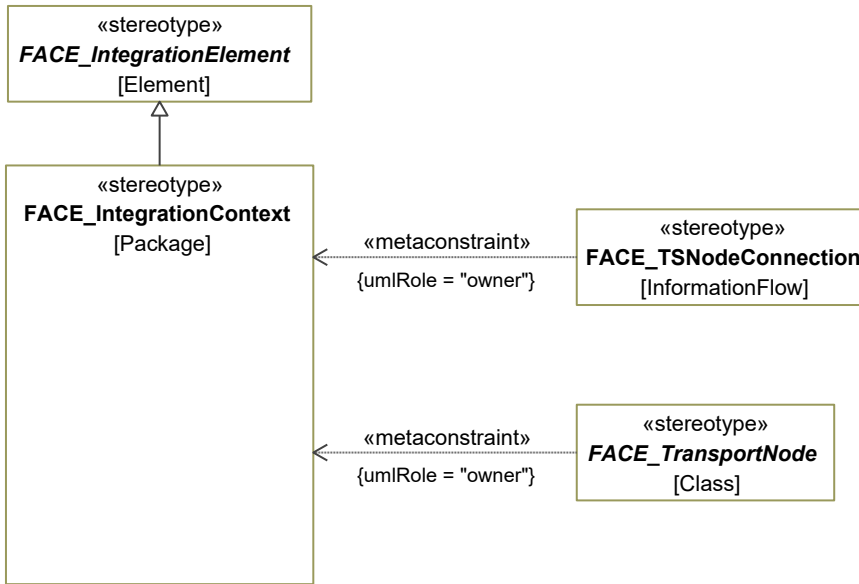 «stereotype»
FACE_IntegrationElement
[Element]
«stereotype»
FACE_IntegrationContext
[Package]
«metaconstraint»
{umlRole = "owner"}
«stereotype»
FACE_TSNodeConnection
[InformationFlow]
«metaconstraint»
{umlRole = "owner"}
«stereotype»
FACE_TransportNode
[Class]